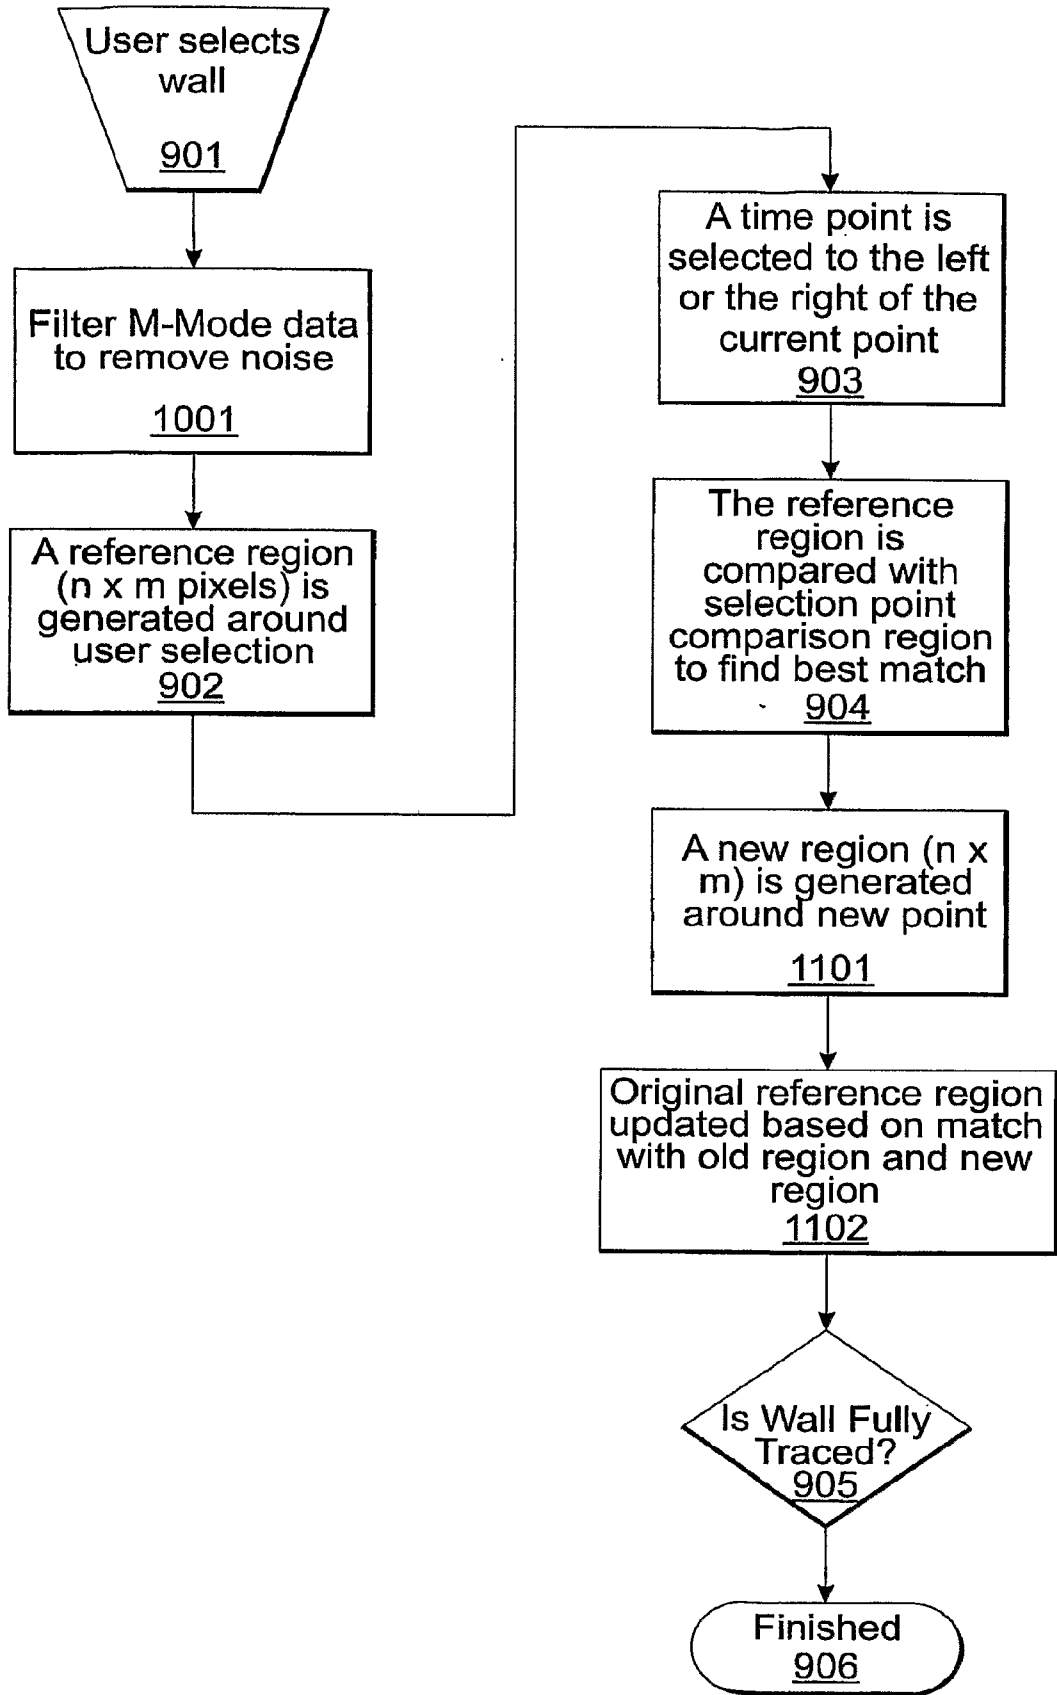 User selects
wall
901
Filter M-Mode data
to remove noise
1001
A reference region
(n x m pixels) is
generated around
user selection
902
A time point is
selected to the left
or the right of the
current point
903
The reference
region is
compared with
selection point
comparison region
to find best match
904
A new region (n x
m) is generated
around new point
1101
Original reference region
updated based on match
with old region and new
region
1102
Is Wall Fully
Traced?
905
Finished
906